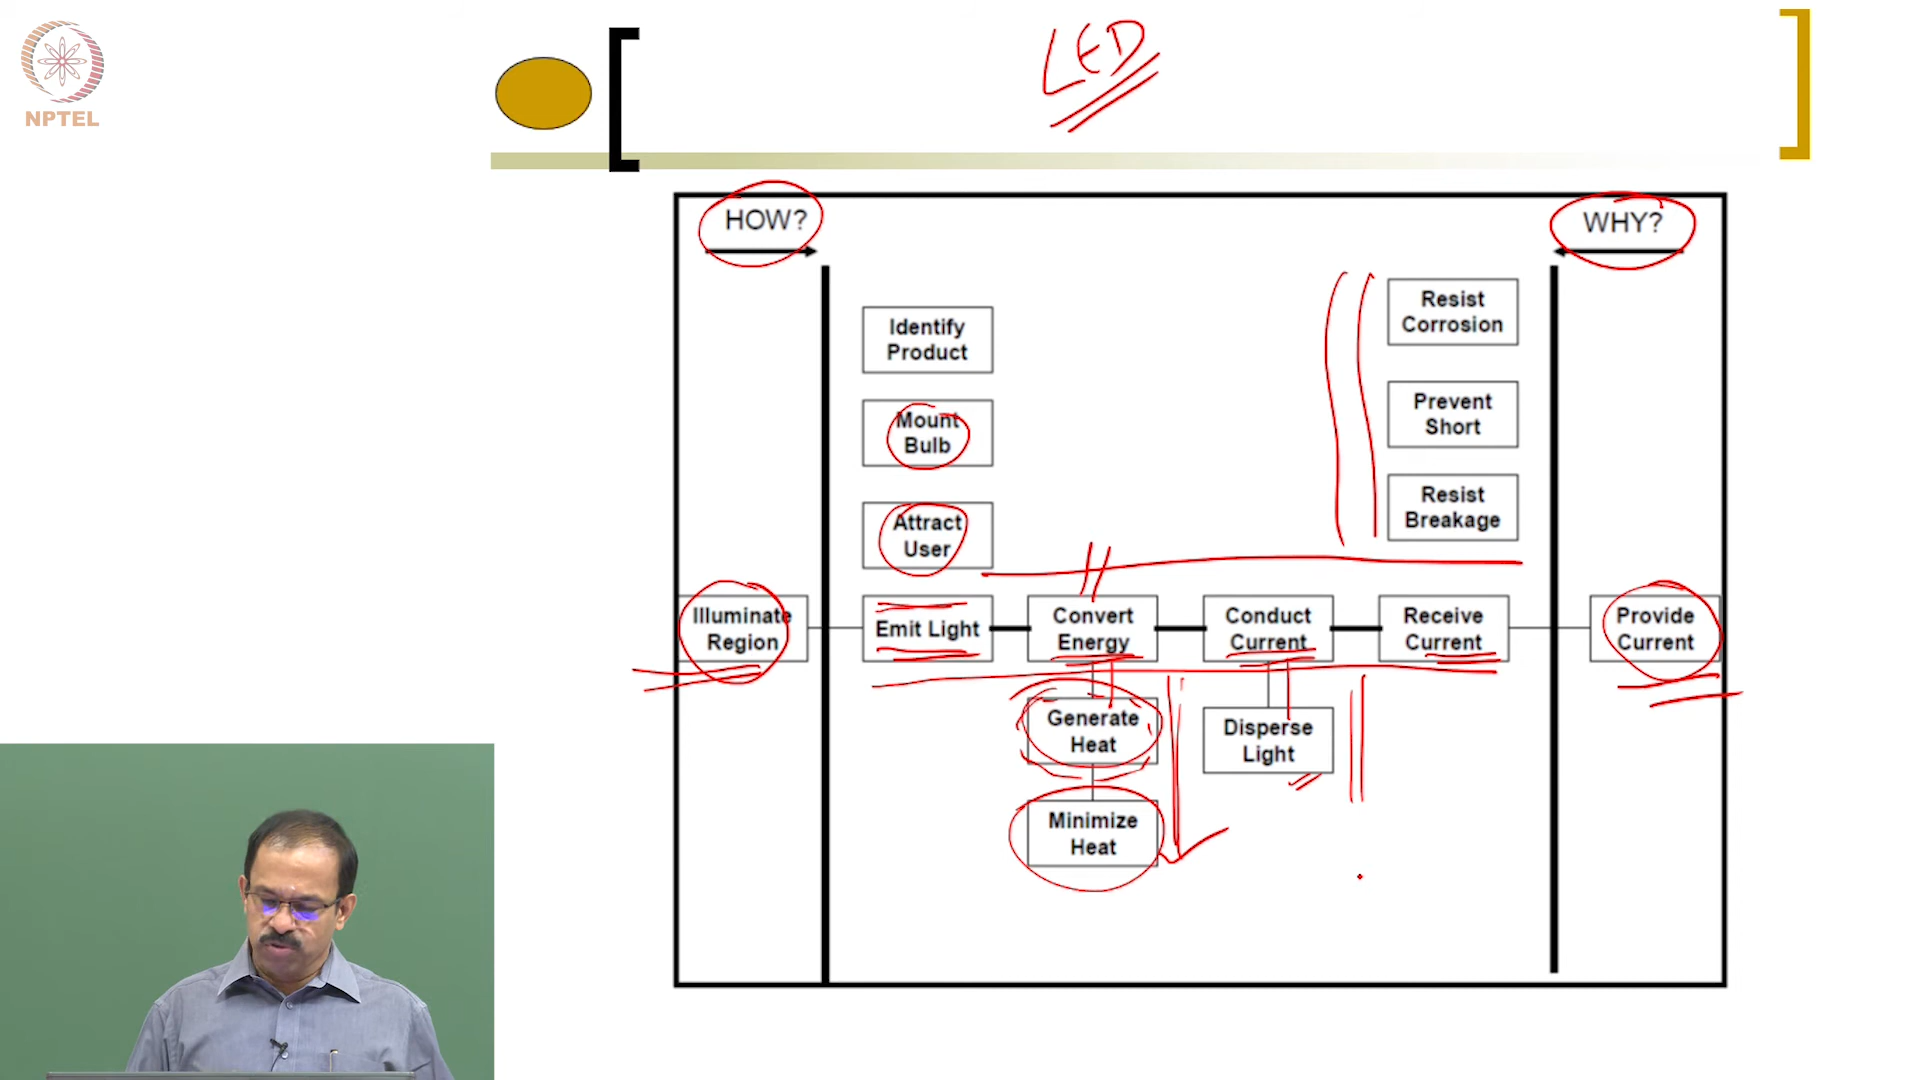 NPTEL
LED
HOW?
WHY?
Identify
Product
Mount
Bulb
Attract
User
Resist
Corrosion
Prevent
Short
Resist
Breakage
Illuminate
Region
Emit Light
Convert
Energy
Conduct
Current
Receive
Current
Provide
Current
Generate
Heat
Disperse
Light
Minimize
Heat